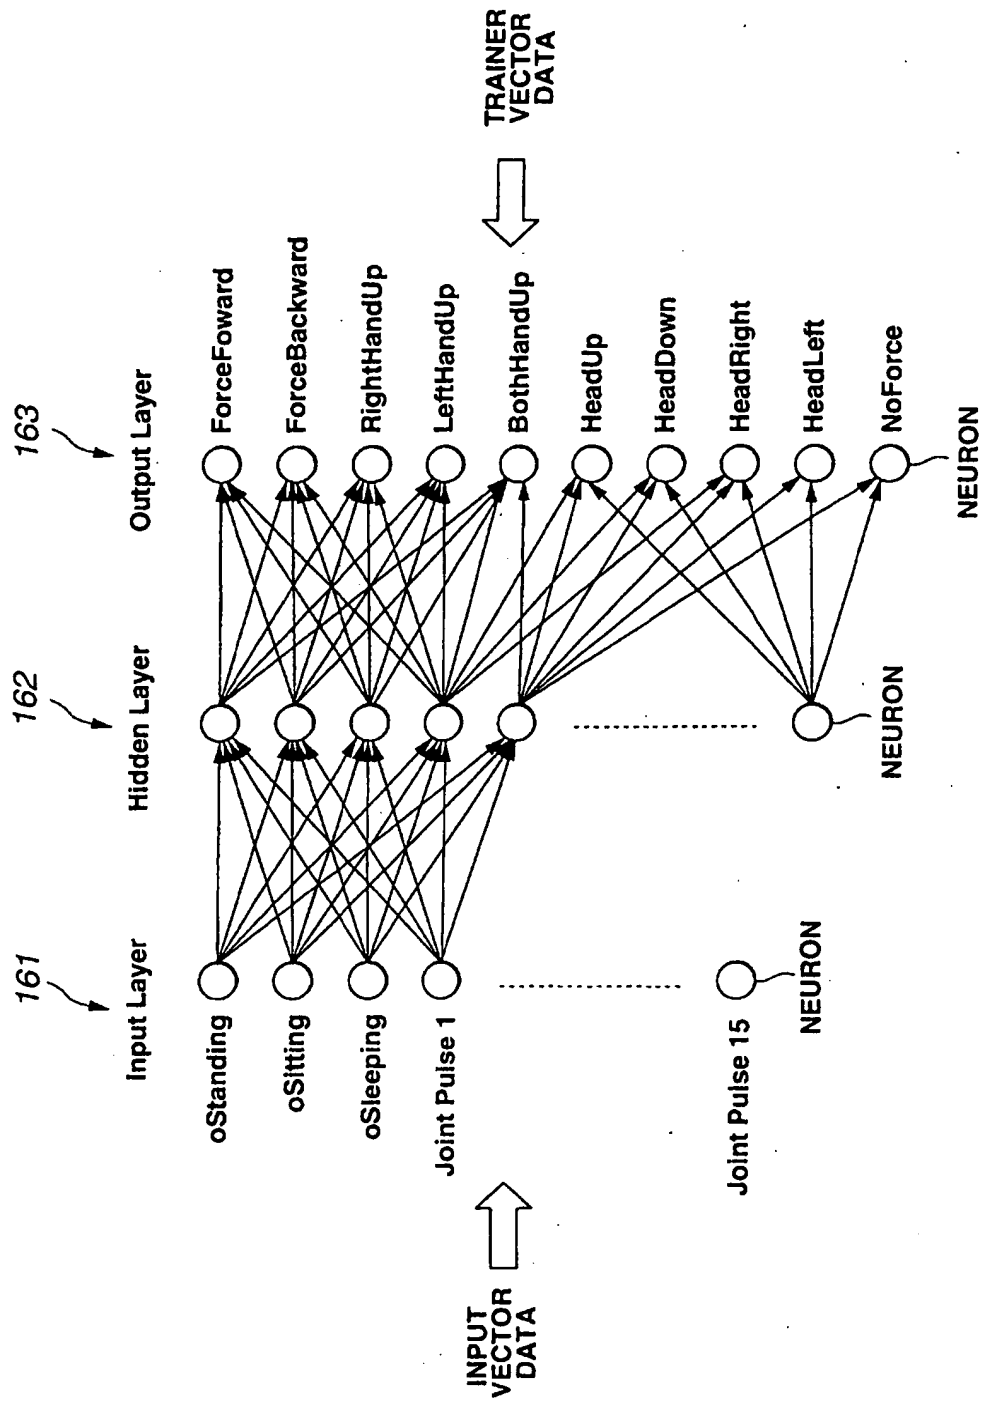 161
Input Layer
162
Hidden Layer
163
Output Layer
oStanding
oSitting
oSleeping
Joint Pulse 1
Joint Pulse 15
NEURON
NEURON
ForceFoward
ForceBackward
RightHandUp
LeftHandUp
BothHandUp
HeadUp
HeadDown
HeadRight
HeadLeft
NoForce
NEURON
INPUT
VECTOR
DATA
TRAINER
VECTOR
DATA